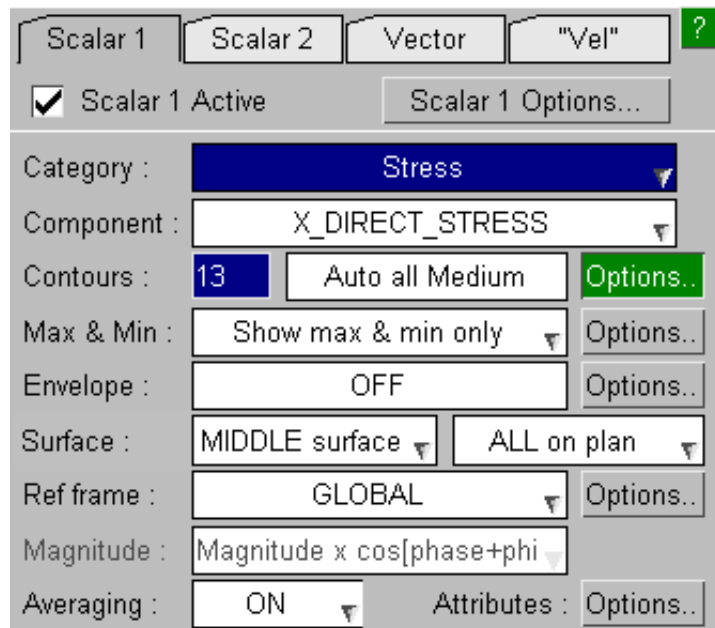 Scalar 1 Scalar 2 Vector "Vel" ?
Scalar 1 Active Scalar 1 Options...
Category : Stress
Component : X_DIRECT_STRESS
Contours : 13 Auto all Medium Options..
Max & Min : Show max & min only Options..
Envelope : OFF Options..
Surface : MIDDLE surface ALL on plan
Ref frame : GLOBAL Options..
Magnitude : Magnitude x cos[phase+phi
Averaging : ON Attributes : Options..